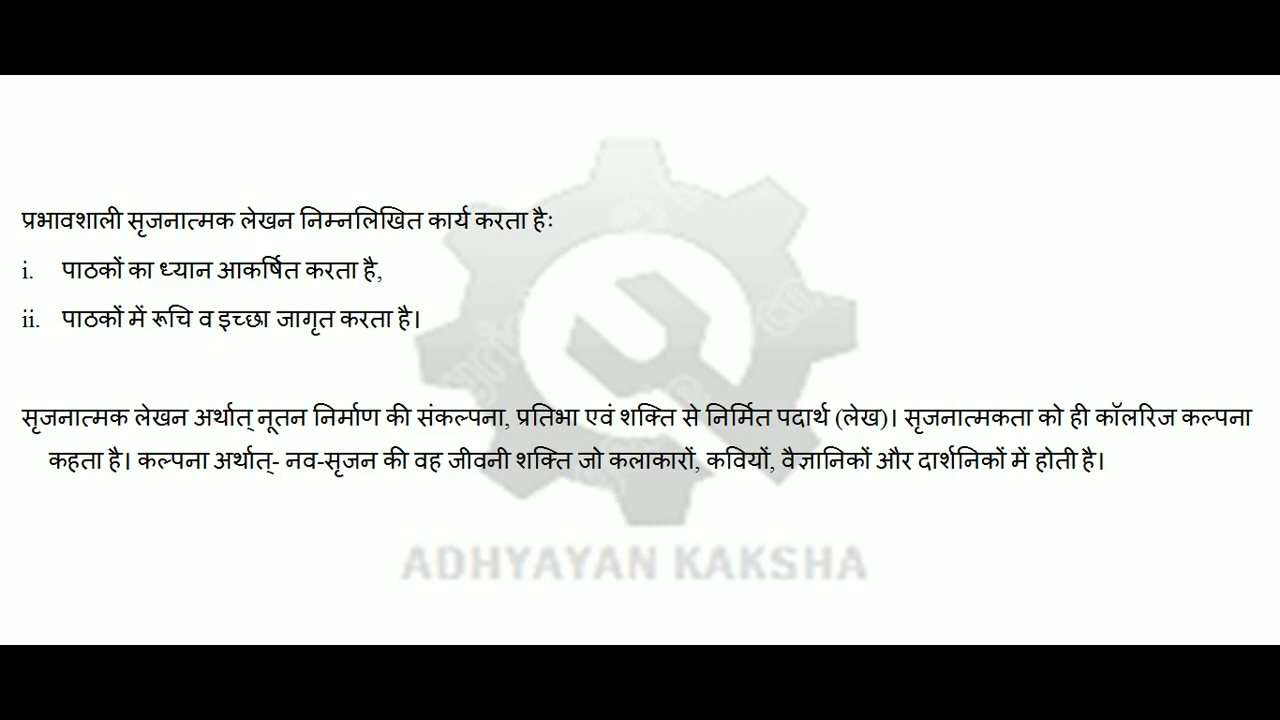 प्रभावशाली सृजनात्मक लेखन निम्नलिखित कार्य करता हैः
i. पाठकों का ध्यान आकर्षित करता है,
ii. पाठकों में रूचि व इच्छा जागृत करता है।
सृजनात्मक लेखन अर्थात् नूतन निर्माण की संकल्पना, प्रतिभा एवं शक्ति से निर्मित पदार्थ (लेख)। सृजनात्मकता को ही कॉलरिज कल्पना
कहता है। कल्पना अर्थात्- नव-सृजन की वह जीवनी शक्ति जो कलाकारों, कवियों, वैज्ञानिकों और दार्शनिकों में होती है।
ADHYAYAN KAKSHA